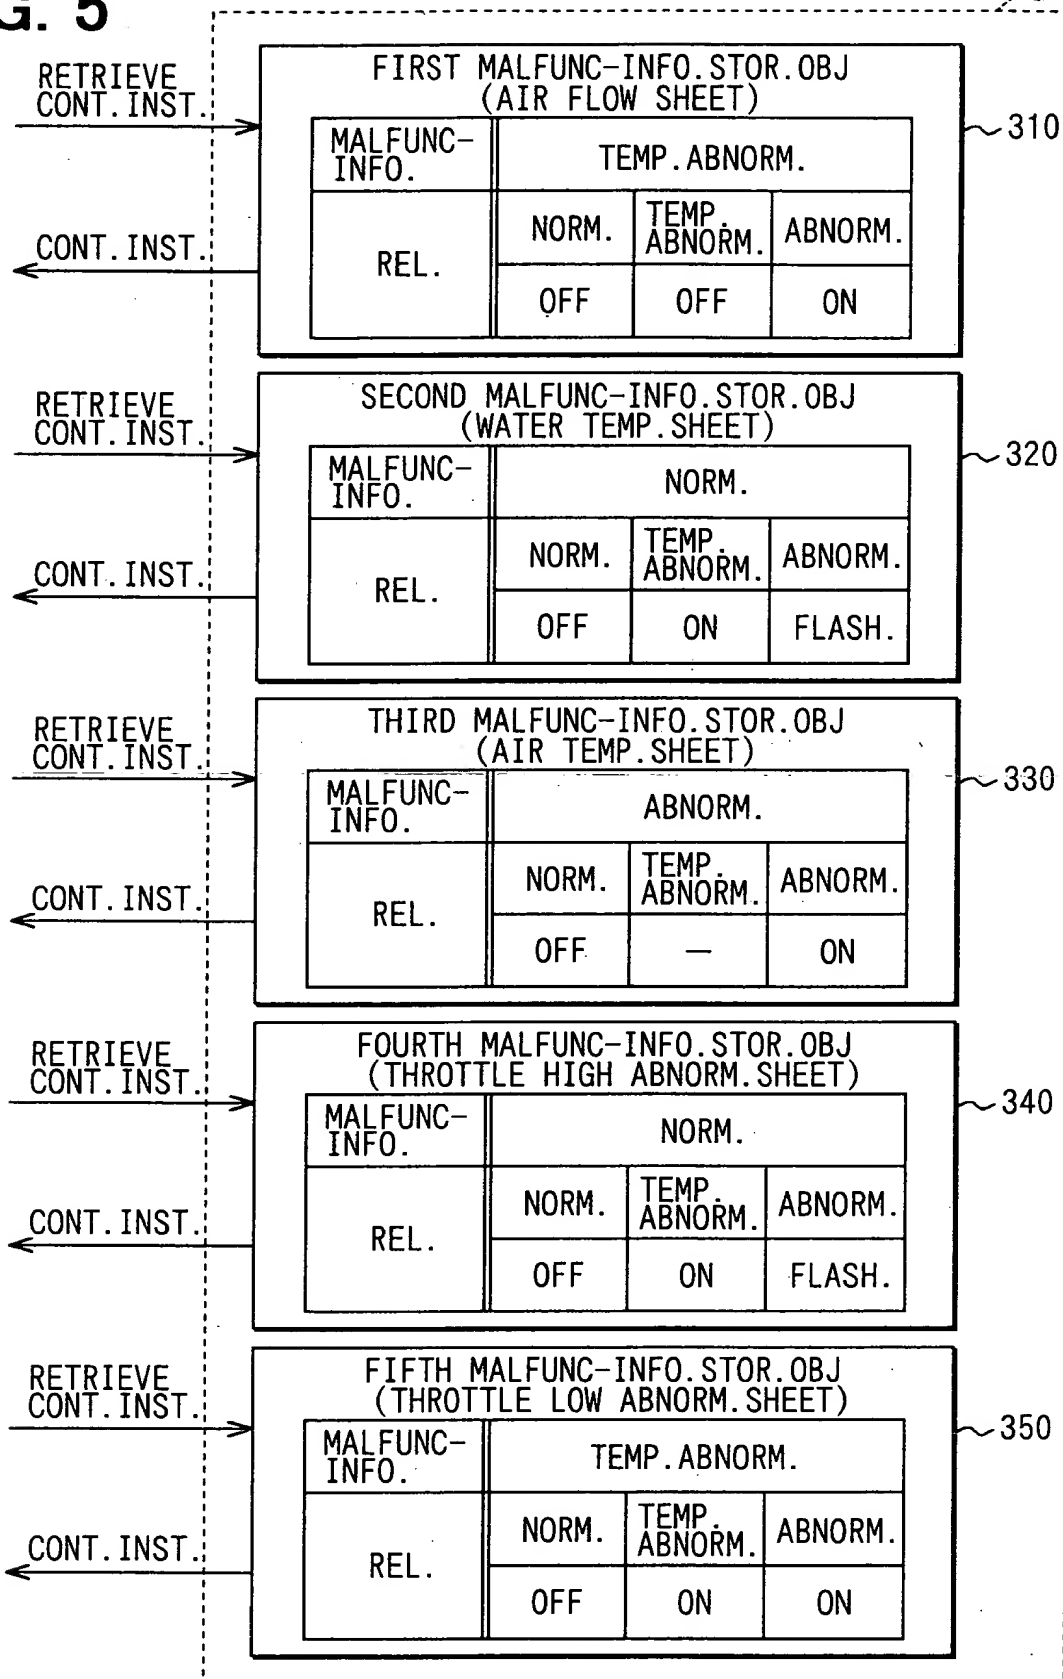 G. 5
FIRST MALFUNC-INFO.STOR.OBJ
(AIR FLOW SHEET)
RETRIEVE
CONT.INST.
310
MALFUNC-
INFO.
TEMP.ABNORM.
REL.
NORM.
TEMP.
ABNORM.
ABNORM.
CONT.INST.
OFF
OFF
ON
SECOND MALFUNC-INFO.STOR.OBJ
(WATER TEMP.SHEET)
RETRIEVE
CONT.INST.
320
MALFUNC-
INFO.
NORM.
REL.
NORM.
TEMP.
ABNORM.
ABNORM.
CONT.INST.
OFF
ON
FLASH.
THIRD MALFUNC-INFO.STOR.OBJ
(AIR TEMP.SHEET)
RETRIEVE
CONT.INST.
330
MALFUNC-
INFO.
ABNORM.
REL.
NORM.
TEMP.
ABNORM.
ABNORM.
CONT.INST.
OFF
—
ON
FOURTH MALFUNC-INFO.STOR.OBJ
(THROTTLE HIGH ABNORM.SHEET)
RETRIEVE
CONT.INST.
340
MALFUNC-
INFO.
NORM.
REL.
NORM.
TEMP.
ABNORM.
ABNORM.
CONT.INST.
OFF
ON
FLASH.
FIFTH MALFUNC-INFO.STOR.OBJ
(THROTTLE LOW ABNORM.SHEET)
RETRIEVE
CONT.INST.
350
MALFUNC-
INFO.
TEMP.ABNORM.
REL.
NORM.
TEMP.
ABNORM.
ABNORM.
CONT.INST.
OFF
ON
ON